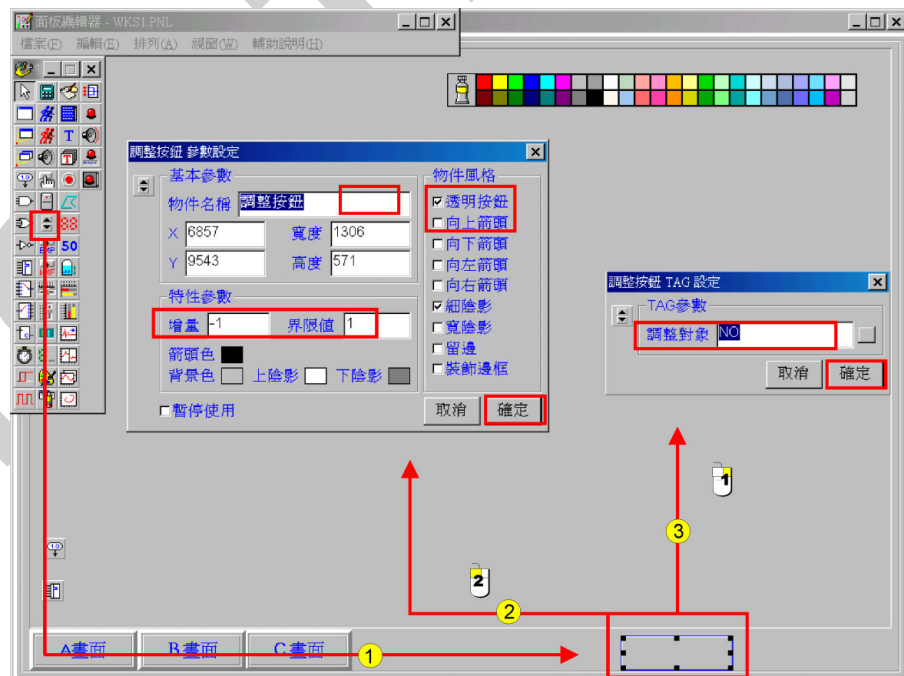 面板編輯器 - WKS1.PNL
檔案(F) 編輯(E) 排列(A) 視窗(W) 輔助說明(H)
T
T
88
50
調整按鈕 參數設定
基本參數
物件名稱 調整按鈕
X 6857 寬度 1306
Y 9543 高度 571
特性參數
增量 -1 界限值 1
箭頭色
背景色 上陰影 下陰影
暫停使用
物件風格
透明按鈕
向上箭頭
向下箭頭
向左箭頭
向右箭頭
細陰影
寬陰影
留邊
裝飾邊框
取消 確定
調整按鈕 TAG 設定
TAG參數
調整對象 NO
取消 確定
1
3
2
2
A畫面 B畫面 C畫面
1